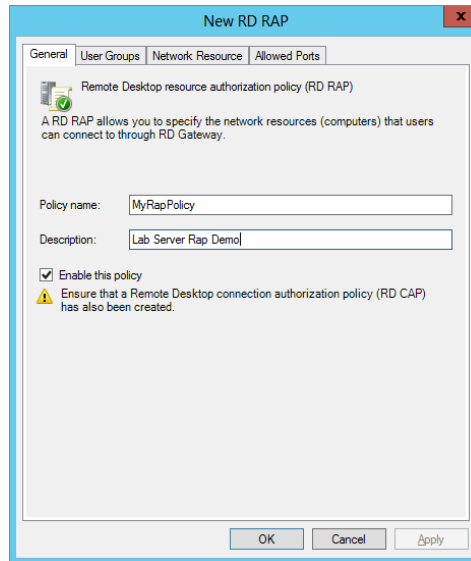 New RD RAP
x
General User Groups Network Resource Allowed Ports
Remote Desktop resource authorization policy (RD RAP)
A RD RAP allows you to specify the network resources (computers) that users
can connect to through RD Gateway.
Policy name: MyRapPolicy
Description: Lab Server Rap Demo
Enable this policy
Ensure that a Remote Desktop connection authorization policy (RD CAP)
has also been created.
OK Cancel Apply